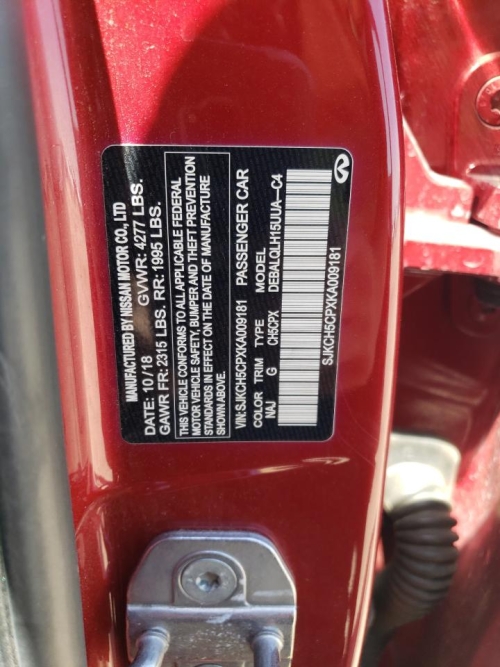 MANUFACTURED BY NISSAN MOTOR CO., LTD
DATE: 10/18 GVWR: 4277 LBS.
GAWR FR: 2315 LBS. RR: 1995 LBS.
THIS VEHICLE CONFORMS TO ALL APPLICABLE FEDERAL
MOTOR VEHICLE SAFETY, BUMPER AND THEFT PREVENTION
STANDARDS IN EFFECT ON THE DATE OF MANUFACTURE
SHOWN ABOVE.
VIN:SJKCH5CPXKA009181 PASSENGER CAR
COLOR TRIM TYPE MODEL
NAJ G CH5CPX DEBALQLH15UUA-C4
SJKCH5CPXKA009181